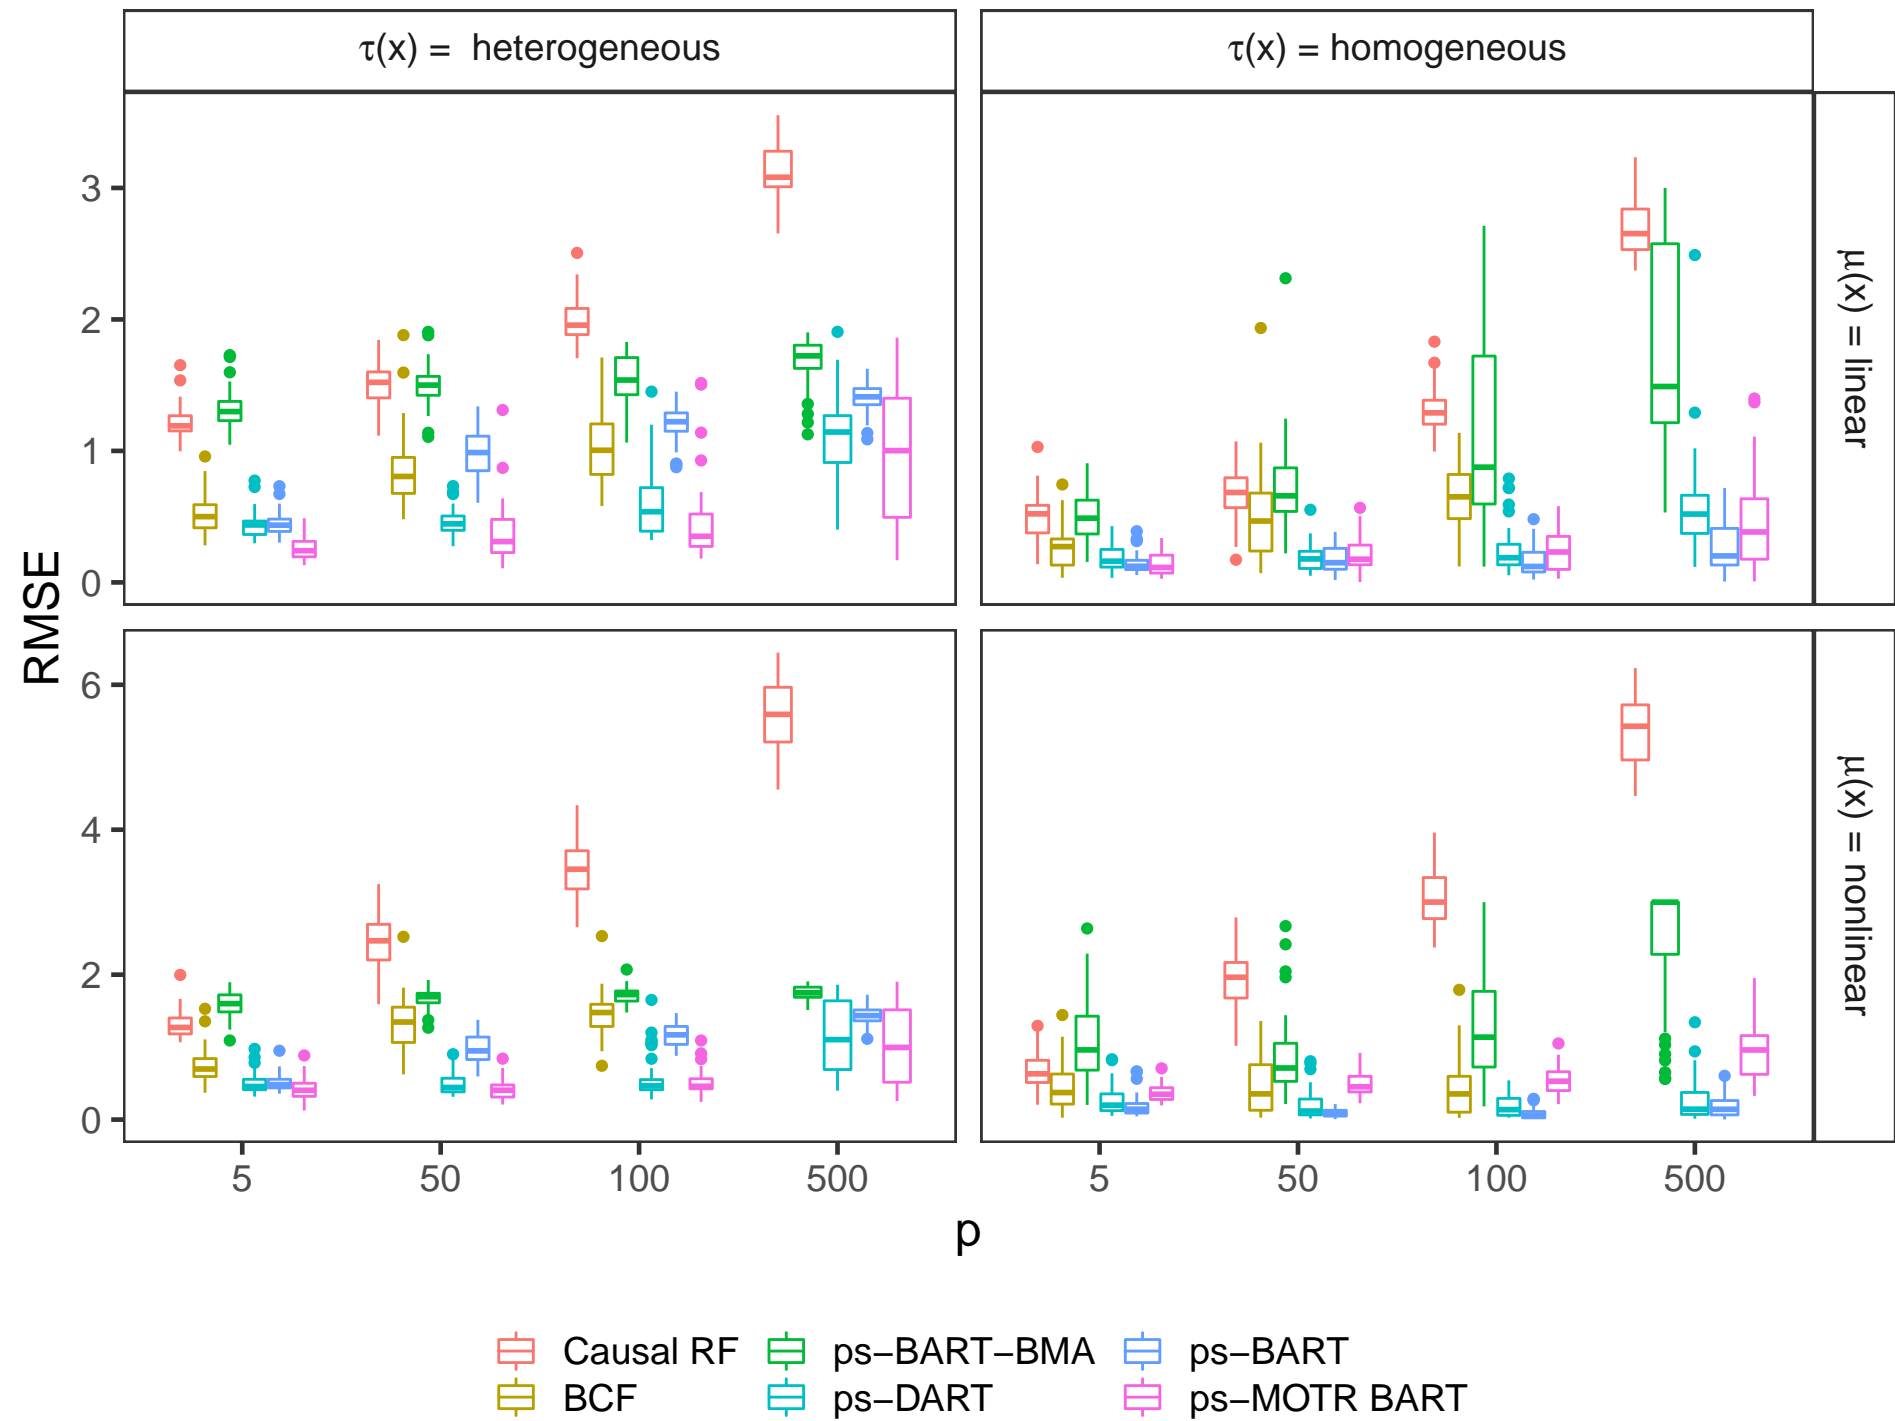 τ(x) = heterogeneous
τ(x) = homogeneous
3
2
1
0
μ(x) = linear
RMSE
6
4
2
0
μ(x) = nonlinear
5 50 100 500
5 50 100 500
p
Causal RF ps−BART−BMA ps−BART
BCF ps−DART ps−MOTR BART